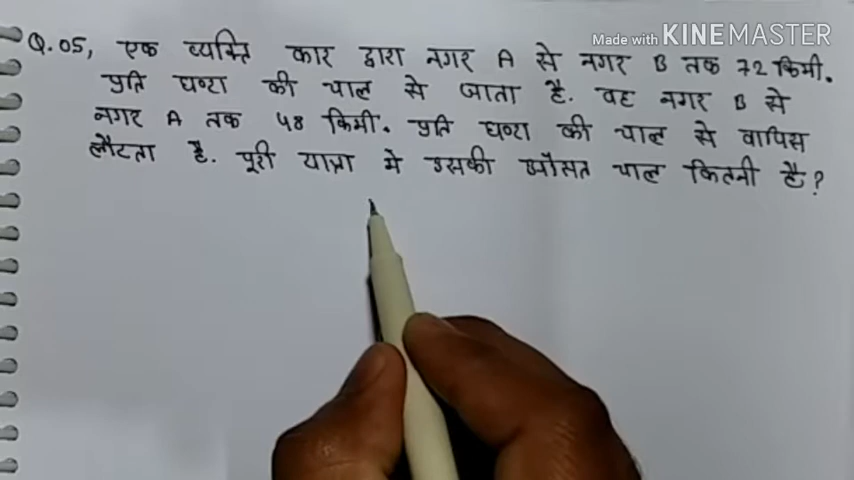 Made with KINEMASTER
Q. 05, एक व्यक्ति कार द्वारा नगर A से नगर B तक 72 किमी.
प्रति घण्टा की चाल से जाता है. वह नगर B से
नगर A तक 48 किमी. प्रति घण्टा की चाल से वापिस
लौटता है. पूरी यात्रा मे उसकी औसत चाल कितनी है?